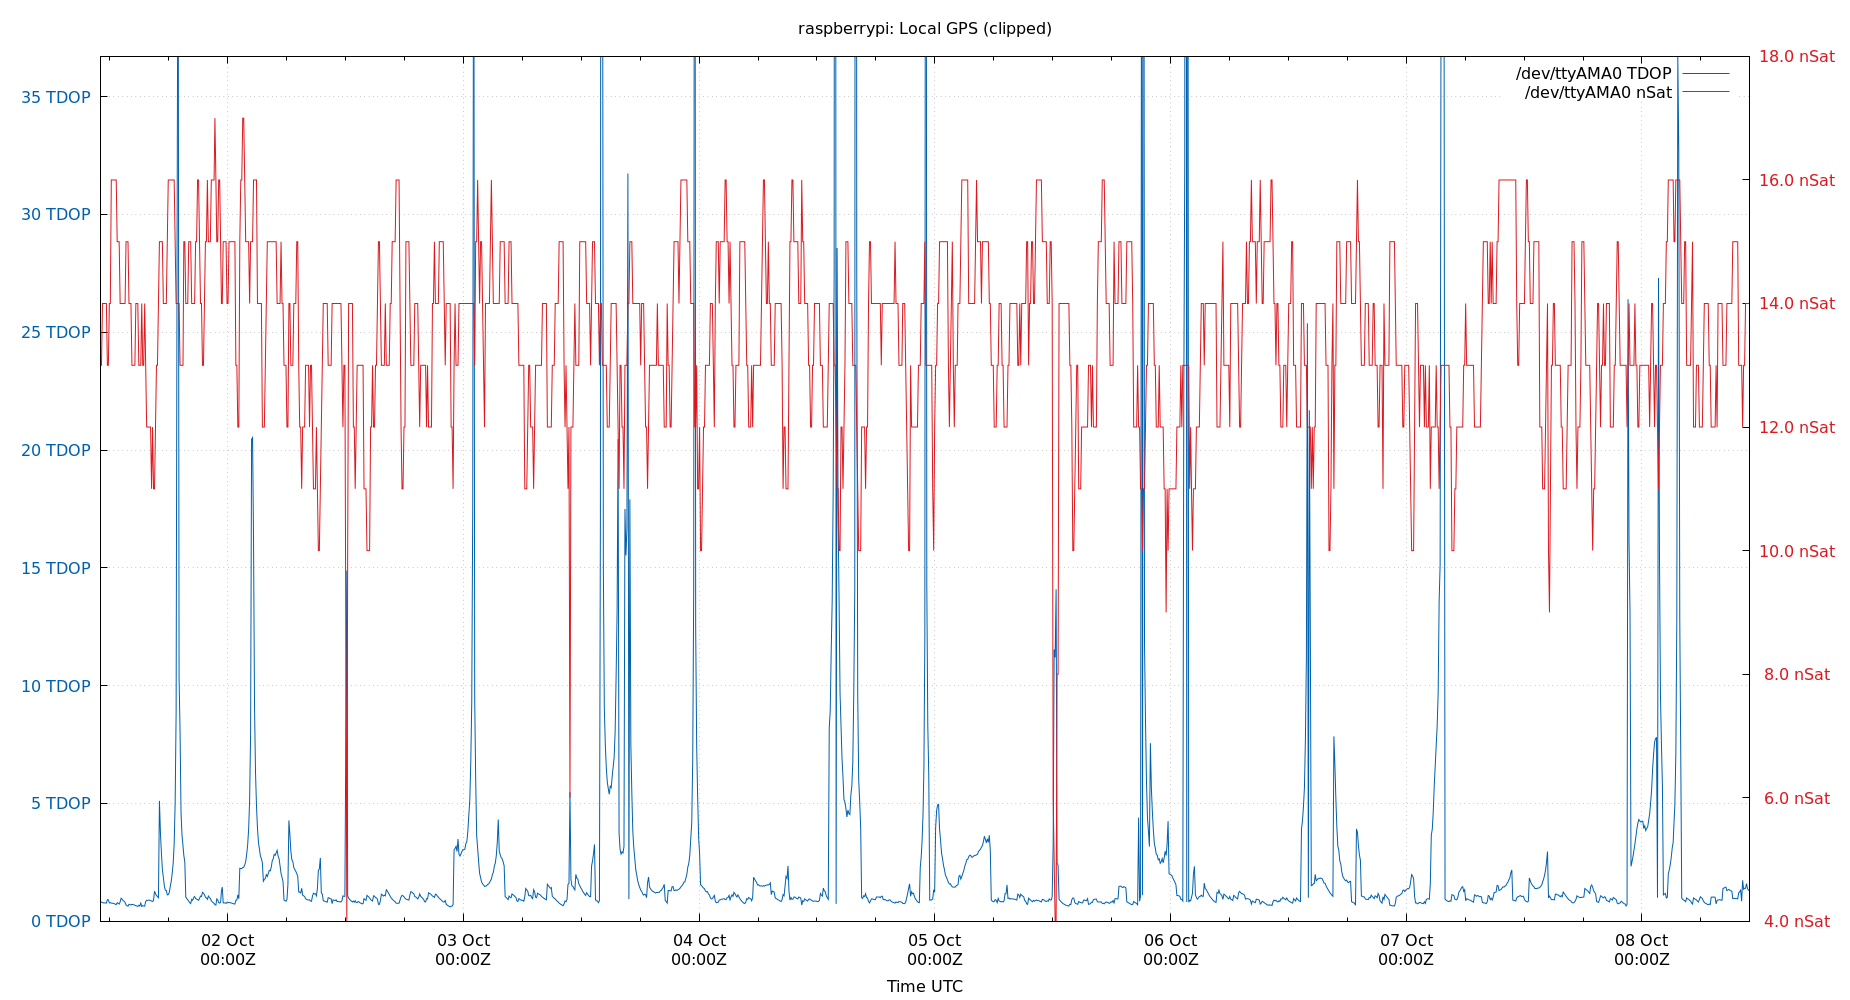 raspberrypi: Local GPS (clipped)
/dev/ttyAMA0 TDOP
/dev/ttyAMA0 nSat
35 TDOP
30 TDOP
25 TDOP
20 TDOP
15 TDOP
10 TDOP
5 TDOP
0 TDOP
18.0 nSat
16.0 nSat
14.0 nSat
12.0 nSat
10.0 nSat
8.0 nSat
6.0 nSat
4.0 nSat
02 Oct
00:00Z
03 Oct
00:00Z
04 Oct
00:00Z
05 Oct
00:00Z
06 Oct
00:00Z
07 Oct
00:00Z
08 Oct
00:00Z
Time UTC